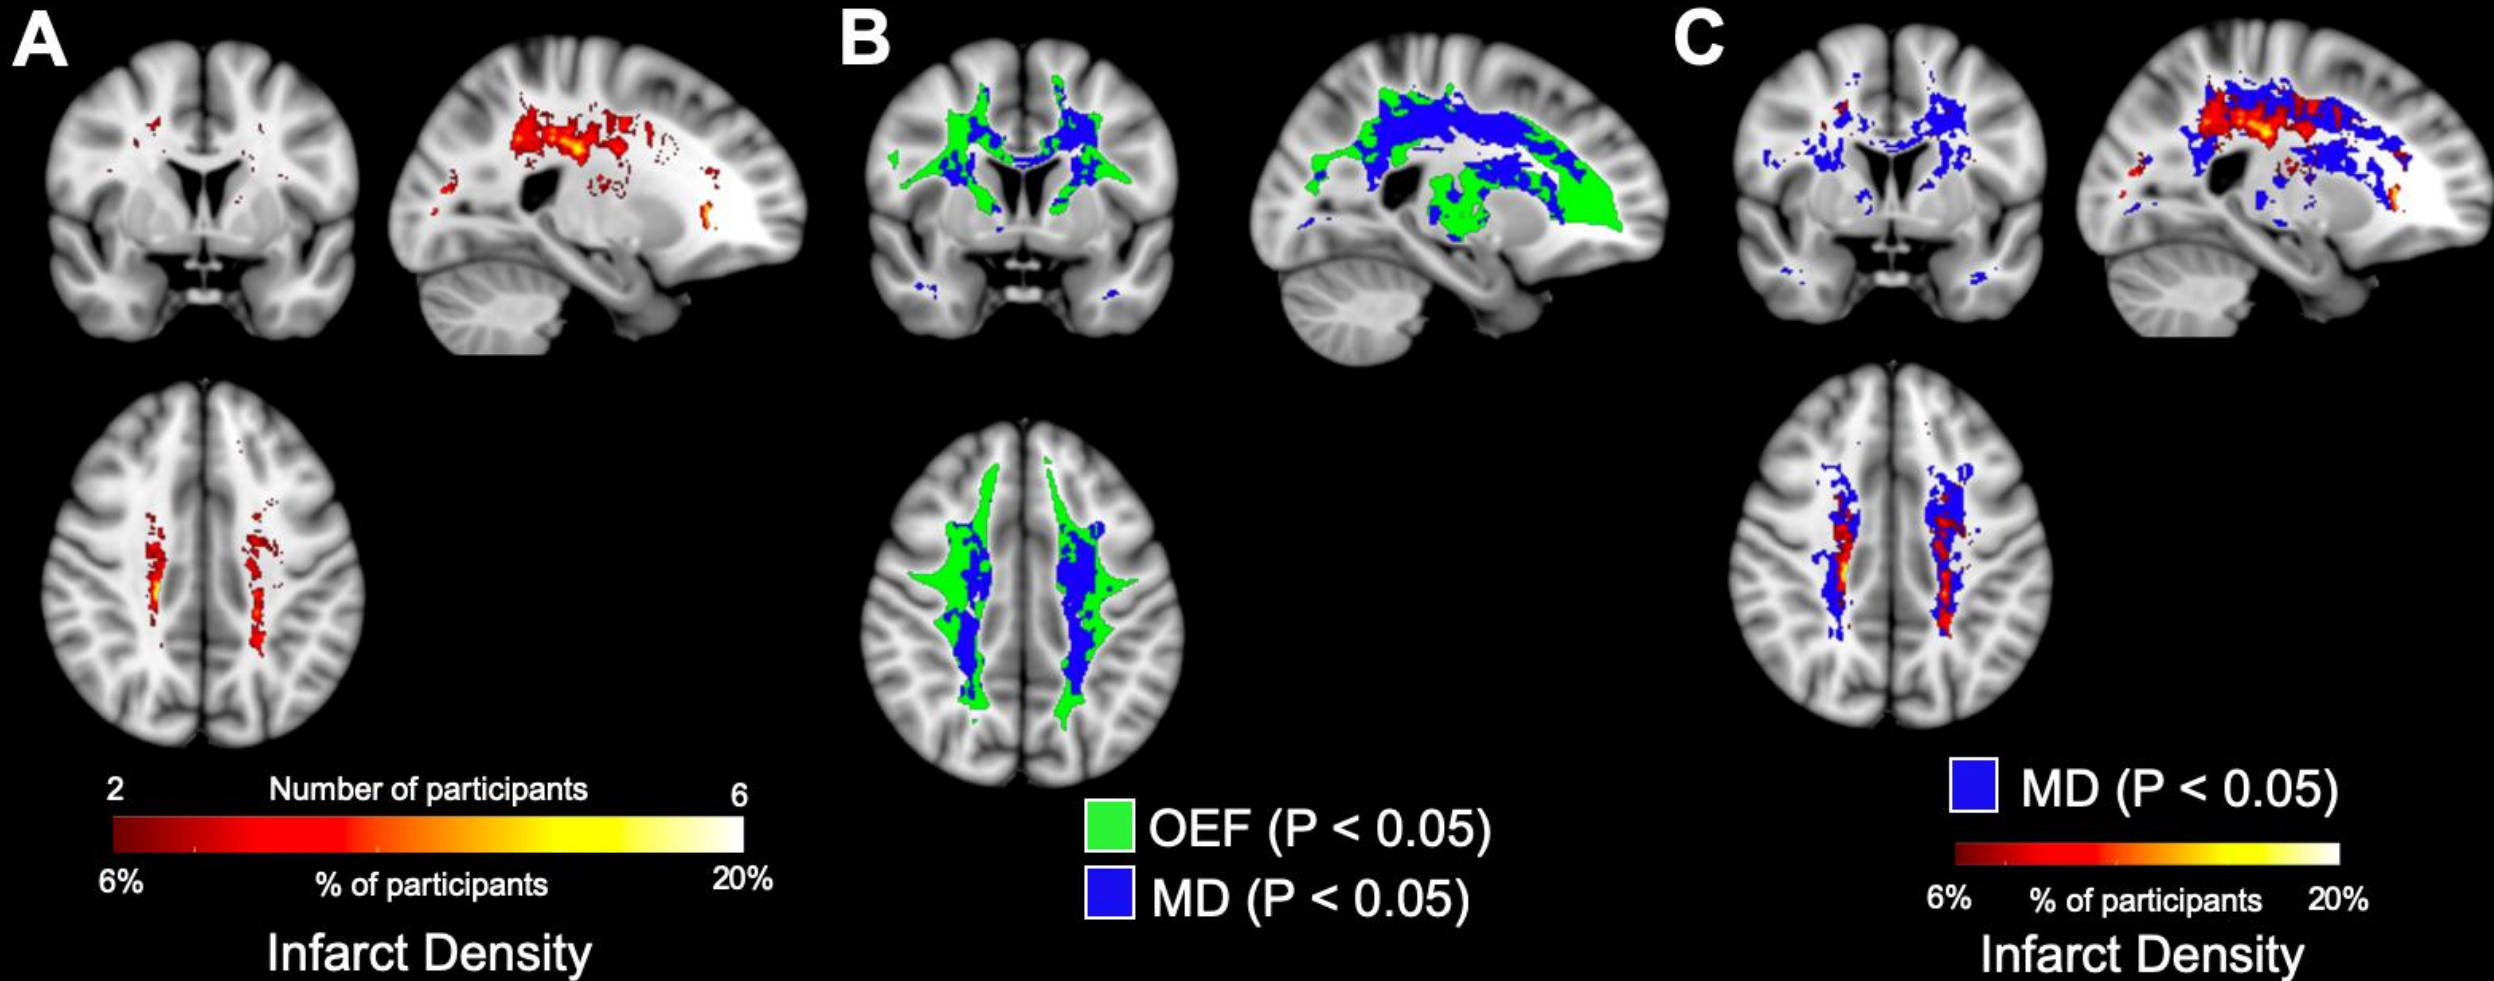 A
B
C
2 Number of participants 6
6% % of participants 20%
Infarct Density
OEF (P < 0.05)
MD (P < 0.05)
MD (P < 0.05)
6% % of participants 20%
Infarct Density